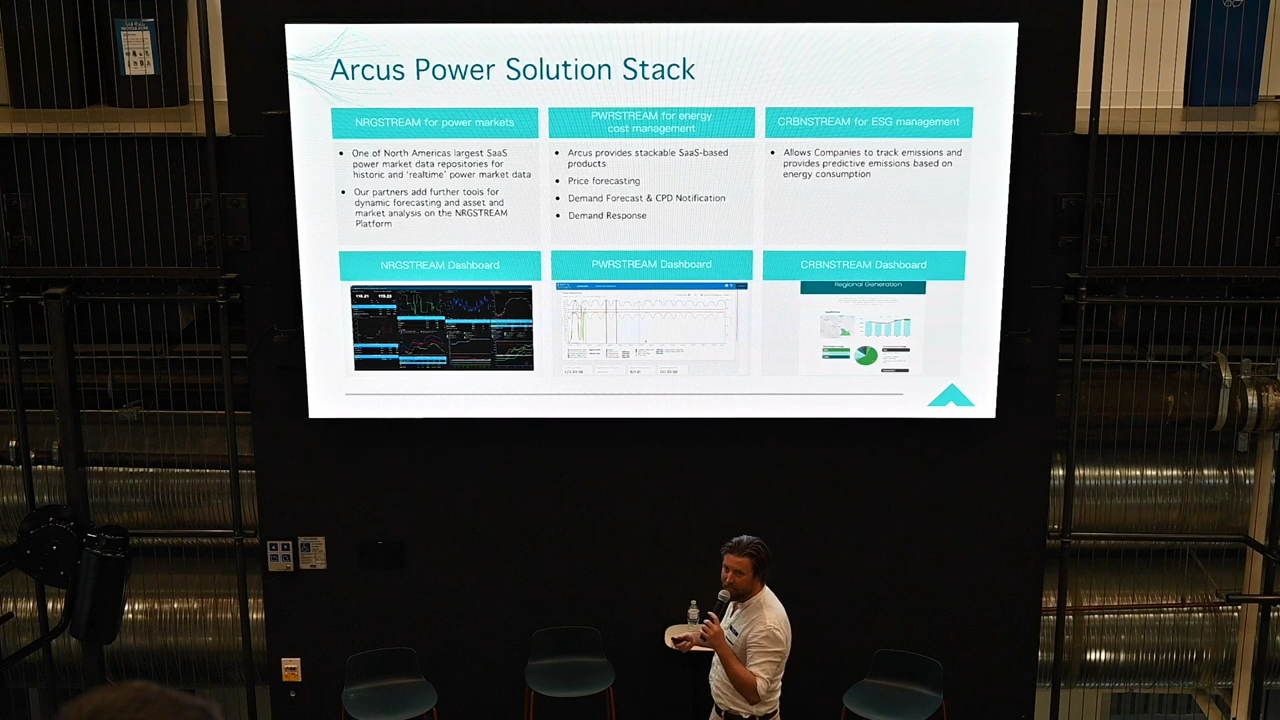 Arcus Power Solution Stack
NRGSTREAM for power markets
• One of North Americas largest SaaS
power market data repositories for
historic and ‘realtime’ power market data
• Our partners add further tools for
dynamic forecasting and asset and
market analysis on the NRGSTREAM
Platform
PWRSTREAM for energy
cost management
• Arcus provides stackable SaaS-based
products
• Price forecasting
• Demand Forecast & CPD Notification
• Demand Response
CRBNSTREAM for ESG management
• Allows Companies to track emissions and
provides predictive emissions based on
energy consumption
NRGSTREAM Dashboard
PWRSTREAM Dashboard
CRBNSTREAM Dashboard
Regional Generation